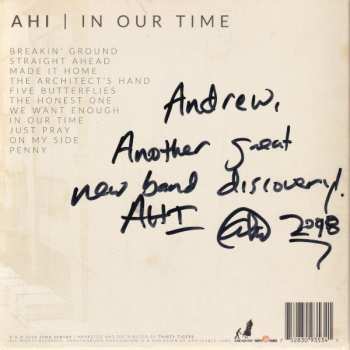 AHI | IN OUR TIME
BREAKIN' GROUND
STRAIGHT AHEAD
MADE IT HOME
THE ARCHITECT'S HAND
FIVE BUTTERFLIES
THE HONEST ONE
WE WANT ENOUGH
IN OUR TIME
JUST PRAY
ON MY SIDE
PENNY
Andrew,
Another great
new band discovery!
AHI 2098